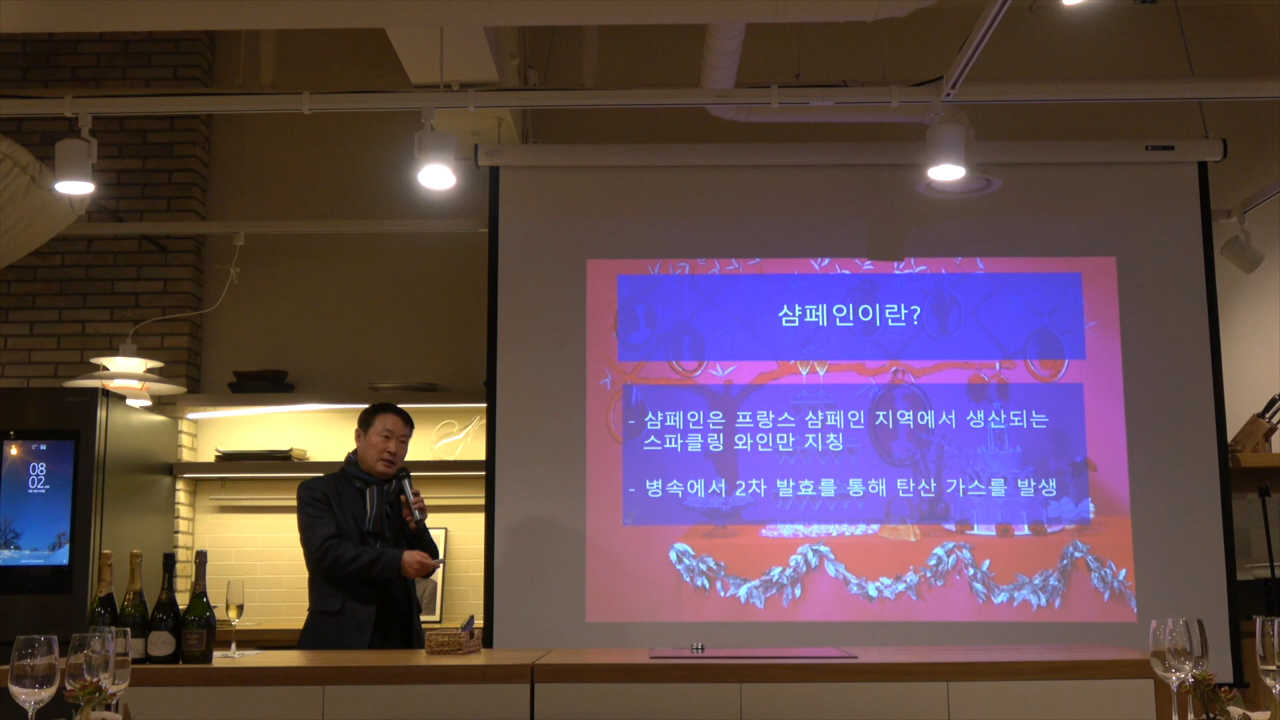 샴페인이란?
- 샴페인은 프랑스 샴페인 지역에서 생산되는
스파클링 와인만 지칭
- 병속에서 2차 발효를 통해 탄산 가스를 발생
08
02